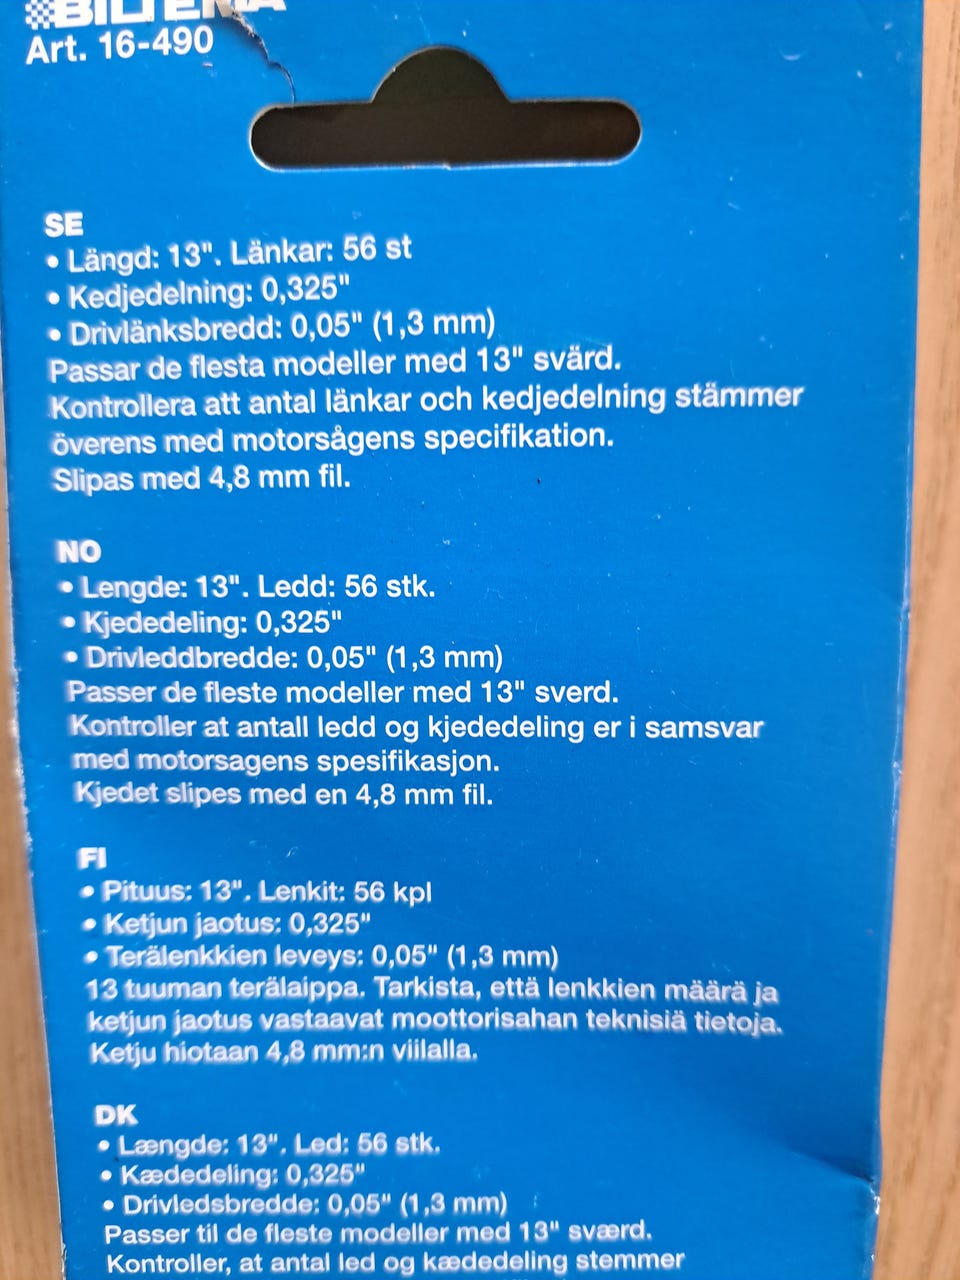 BILTEMA
Art. 16-490
SE
• Längd: 13". Länkar: 56 st
• Kedjedelning: 0,325"
• Drivlänksbredd: 0,05" (1,3 mm)
Passar de flesta modeller med 13" svärd.
Kontrollera att antal länkar och kedjedelning stämmer
överens med motorsågens specifikation.
Slipas med 4,8 mm fil.
NO
• Lengde: 13". Ledd: 56 stk.
• Kjededeling: 0,325"
• Drivleddbredde: 0,05" (1,3 mm)
Passer de fleste modeller med 13" sverd.
Kontroller at antall ledd og kjededeling er i samsvar
med motorsagens spesifikasjon.
Kjedet slipes med en 4,8 mm fil.
FI
• Pituus: 13". Lenkit: 56 kpl
• Ketjun jaotus: 0,325"
• Terälenkkien leveys: 0,05" (1,3 mm)
13 tuuman terälaippa. Tarkista, että lenkkien määrä ja
ketjun jaotus vastaavat moottorisahan teknisiä tietoja.
Ketju hiotaan 4,8 mm:n viilalla.
DK
• Længde: 13". Led: 56 stk.
• Kædedeling: 0,325"
• Drivledsbredde: 0,05" (1,3 mm)
Passer til de fleste modeller med 13" sværd.
Kontroller, at antal led og kædedeling stemmer